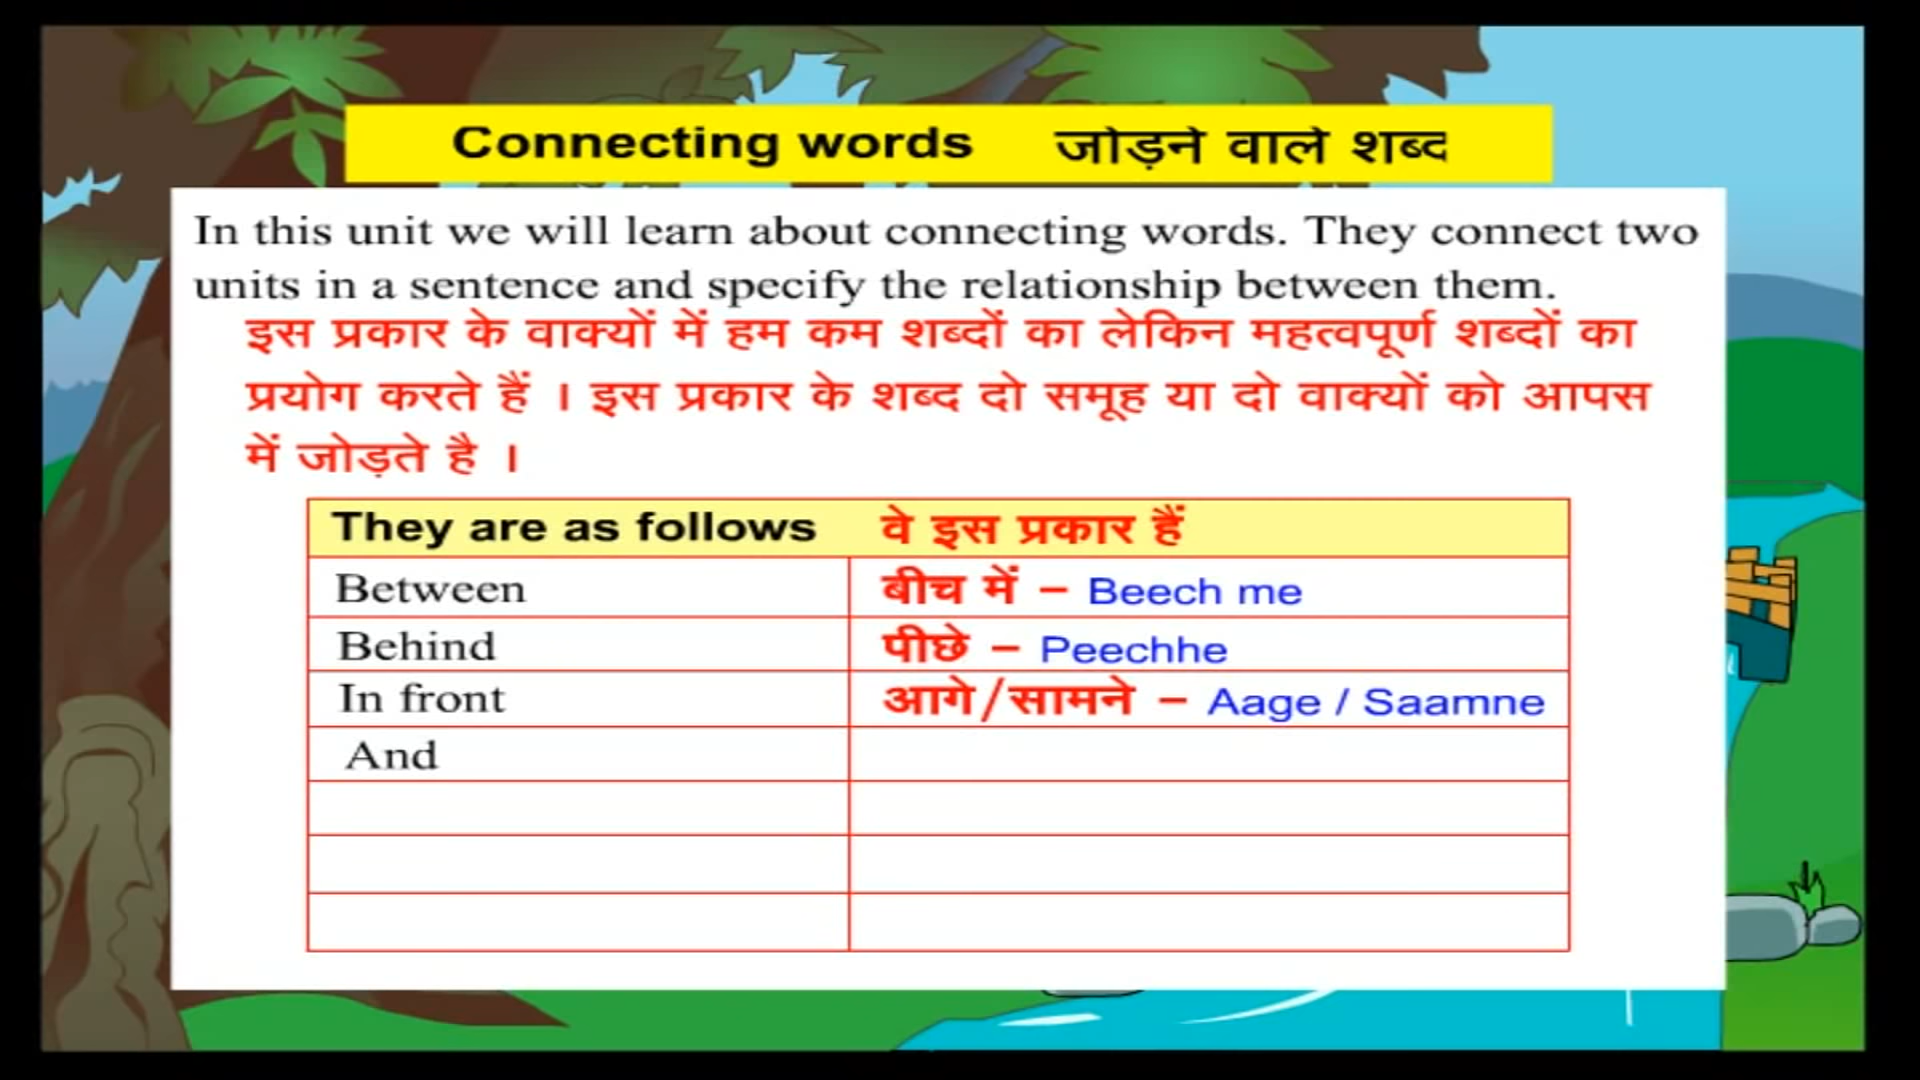 Connecting words जोड़ने वाले शब्द
In this unit we will learn about connecting words. They connect two
units in a sentence and specify the relationship between them.
इस प्रकार के वाक्यों में हम कम शब्दों का लेकिन महत्वपूर्ण शब्दों का
प्रयोग करते हैं । इस प्रकार के शब्द दो समूह या दो वाक्यों को आपस
में जोड़ते है ।
They are as follows वे इस प्रकार हैं
Between बीच में – Beech me
Behind पीछे – Peechhe
In front आगे/सामने – Aage / Saamne
And